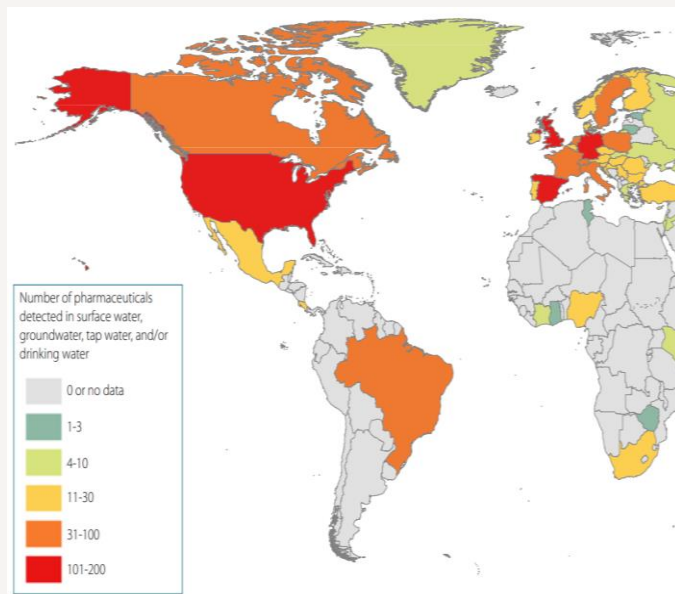 Number of pharmaceuticals
detected in surface water,
groundwater, tap water, and/or
drinking water
0 or no data
1-3
4-10
11-30
31-100
101-200